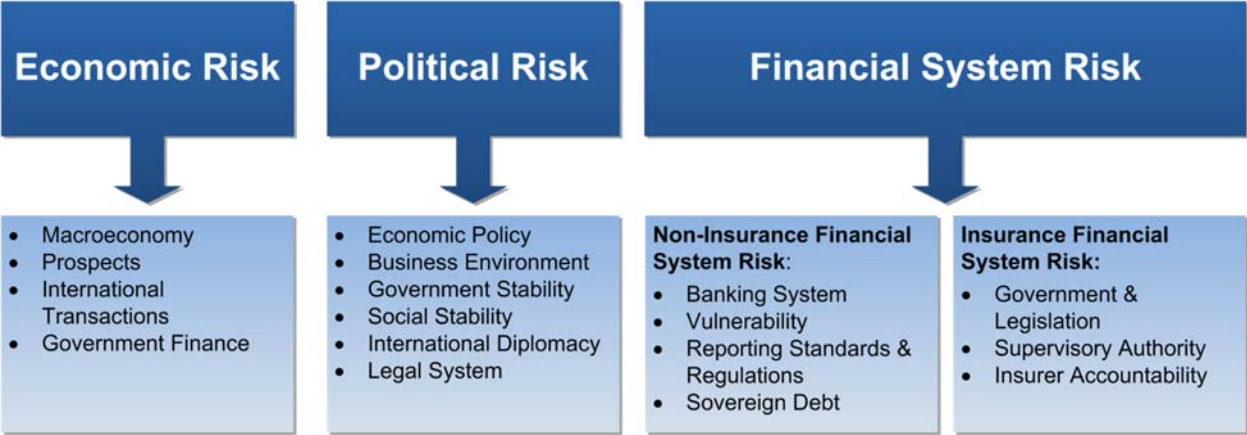 Economic Risk
• Macroeconomy
• Prospects
• International
Transactions
• Government Finance
Political Risk
• Economic Policy
• Business Environment
• Government Stability
• Social Stability
• International Diplomacy
• Legal System
Financial System Risk
Non-Insurance Financial
System Risk:
• Banking System
• Vulnerability
• Reporting Standards &
Regulations
• Sovereign Debt
Insurance Financial
System Risk:
• Government &
Legislation
• Supervisory Authority
• Insurer Accountability